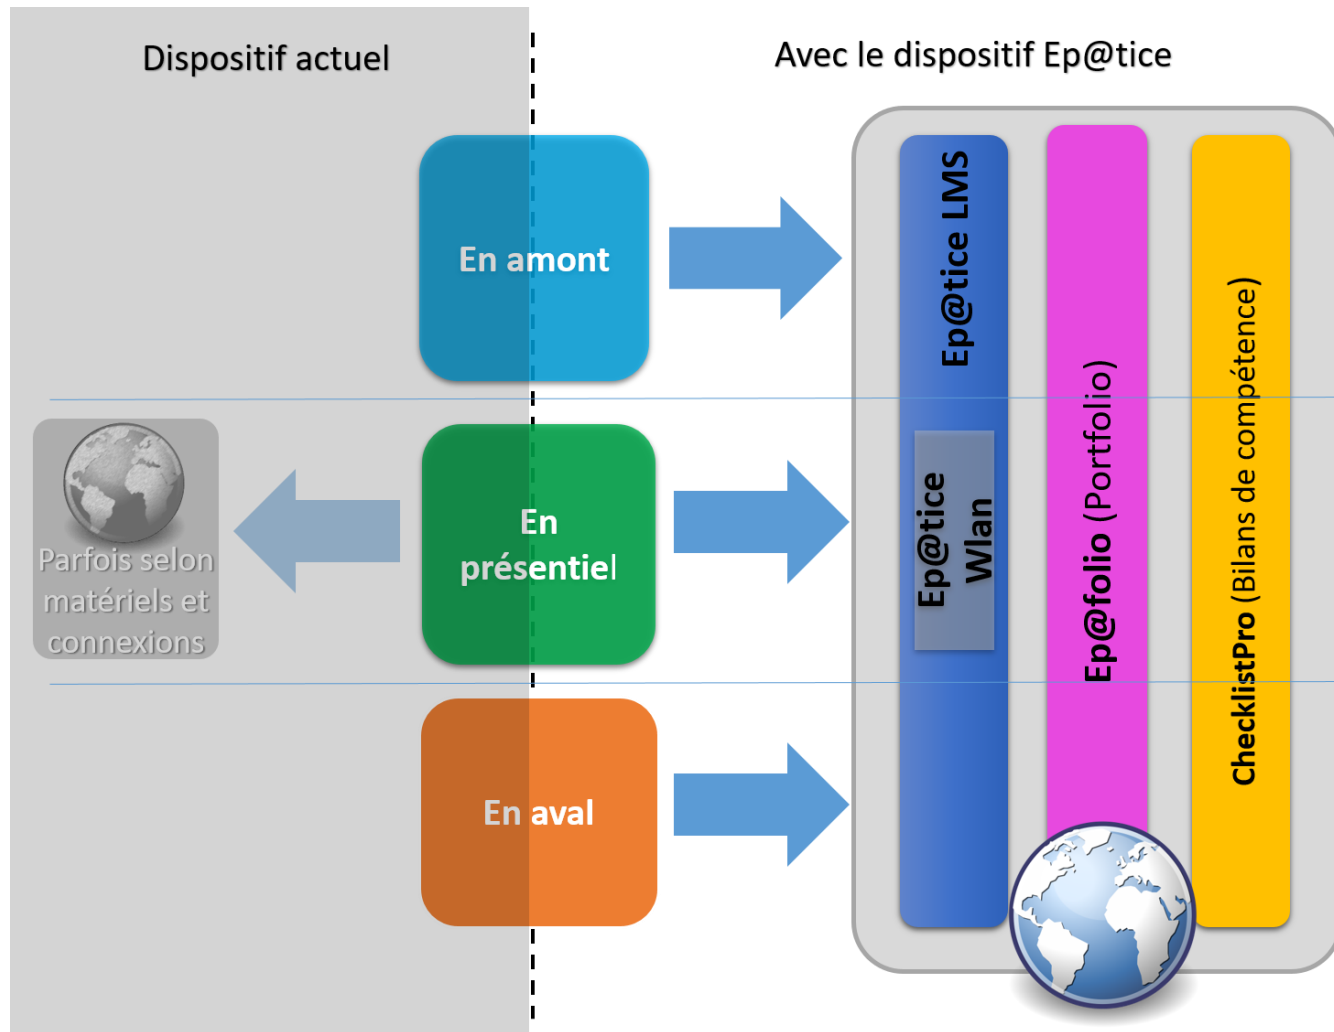 Dispositif actuel
Avec le dispositif Ep@tice
En amont
En
présentiel
En aval
Parfois selon
matériels et
connexions
Ep@tice LMS
Ep@tice
Wlan
Ep@folio (Portfolio)
ChecklistPro (Bilans de compétence)